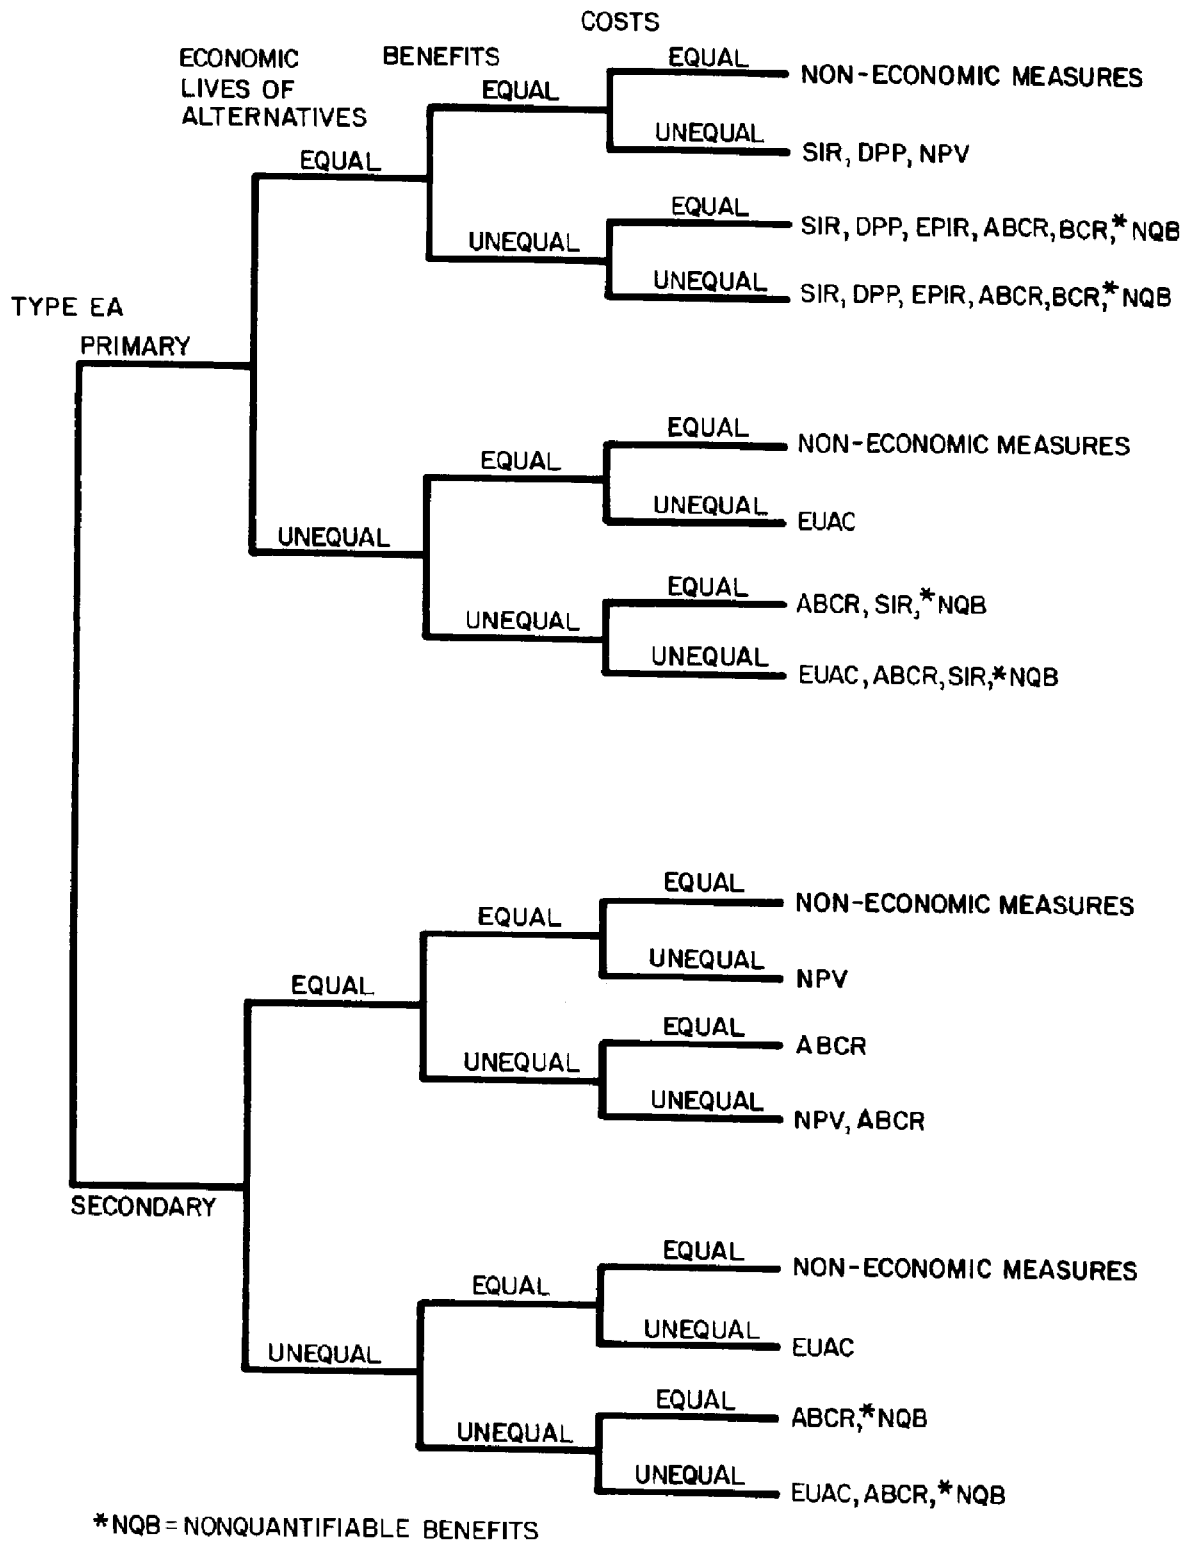 COSTS
ECONOMIC
LIVES OF
ALTERNATIVES
BENEFITS
EQUAL
NON-ECONOMIC MEASURES
EQUAL
UNEQUAL
SIR, DPP, NPV
EQUAL
EQUAL
SIR, DPP, EPIR, ABCR, BCR,*NQB
UNEQUAL
UNEQUAL
SIR, DPP, EPIR, ABCR,BCR,*NQB
TYPE EA
PRIMARY
EQUAL
NON-ECONOMIC MEASURES
EQUAL
UNEQUAL
EUAC
UNEQUAL
EQUAL
ABCR, SIR,*NQB
UNEQUAL
UNEQUAL
EUAC, ABCR, SIR,*NQB
EQUAL
NON-ECONOMIC MEASURES
EQUAL
UNEQUAL
NPV
EQUAL
EQUAL
ABCR
UNEQUAL
UNEQUAL
NPV, ABCR
SECONDARY
EQUAL
NON-ECONOMIC MEASURES
EQUAL
UNEQUAL
EUAC
UNEQUAL
EQUAL
ABCR,*NQB
UNEQUAL
UNEQUAL
EUAC, ABCR,*NQB
*NQB = NONQUANTIFIABLE BENEFITS